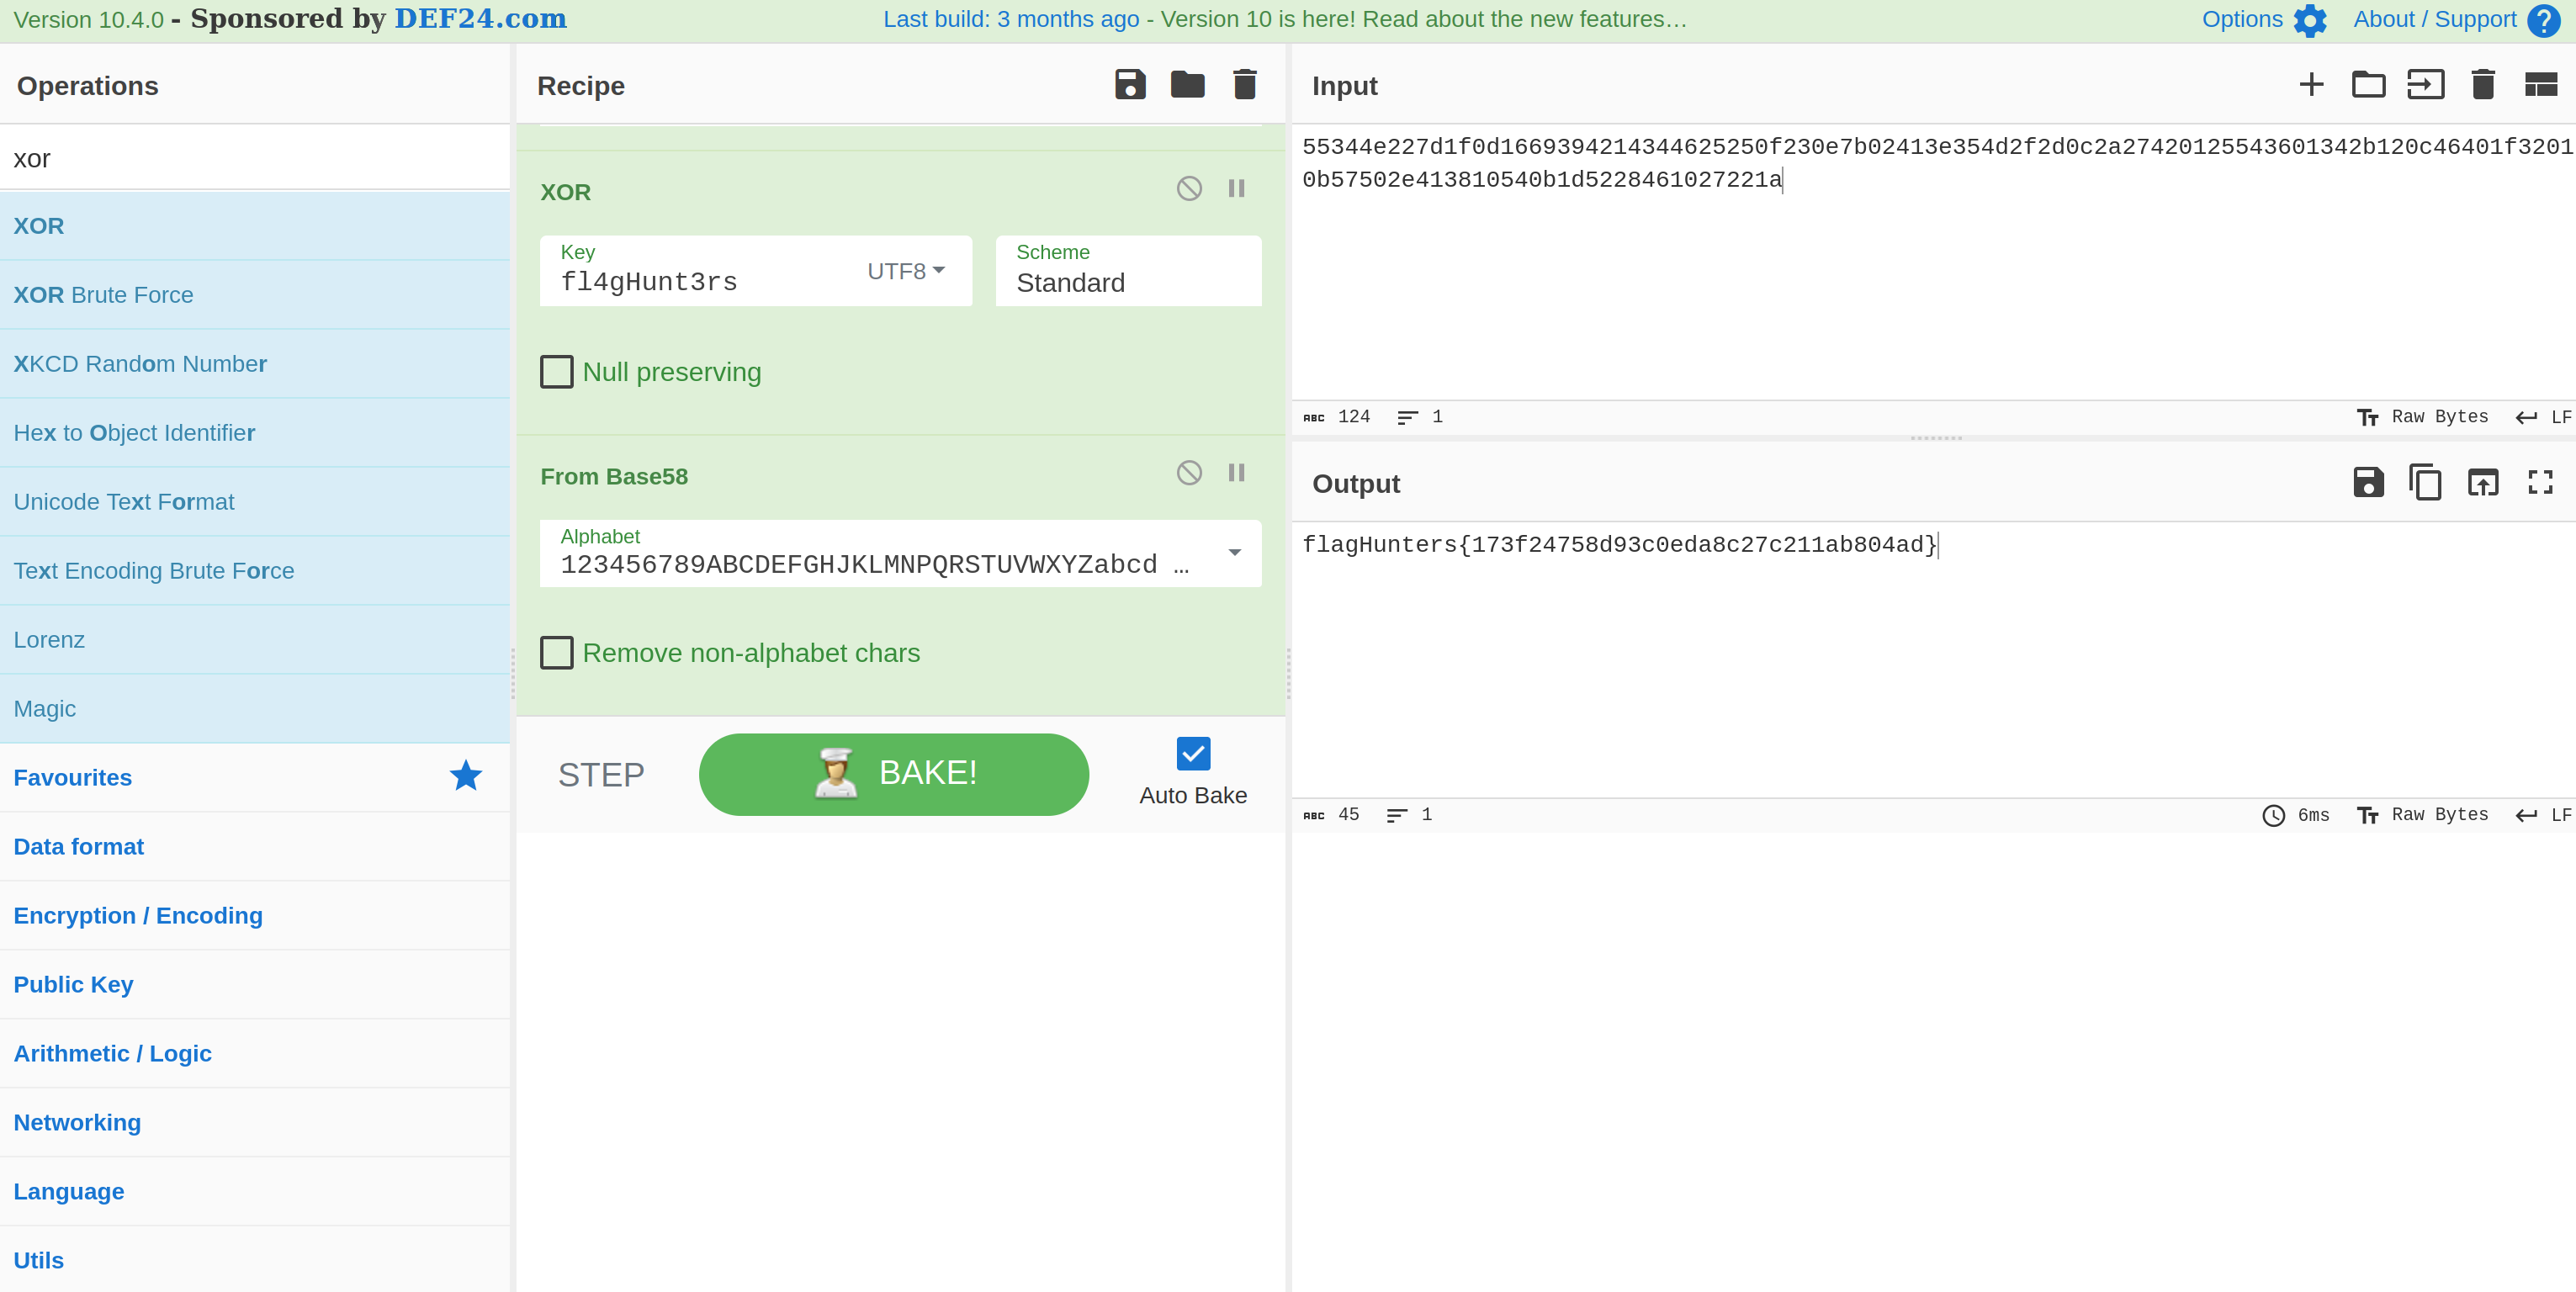 Version 10.4.0 - Sponsored by DEF24.com
Last build: 3 months ago - Version 10 is here! Read about the new features…
Options
About / Support
Operations
xor
XOR
XOR Brute Force
XKCD Random Number
Hex to Object Identifier
Unicode Text Format
Text Encoding Brute Force
Lorenz
Magic
Favourites
Data format
Encryption / Encoding
Public Key
Arithmetic / Logic
Networking
Language
Utils
Recipe
XOR
Key
fl4gHunt3rs
UTF8
Scheme
Standard
Null preserving
From Base58
Alphabet
123456789ABCDEFGHJKLMNPQRSTUVWXYZabcd …
Remove non-alphabet chars
STEP
BAKE!
Auto Bake
Input
55344e227d1f0d1669394214344625250f230e7b02413e354d2f2d0c2a2742012554360134​2b120c46401f3201
0b57502e413810540b1d5228461027221a
ABC 124 1
Raw Bytes LF
Output
flagHunters{173f24758d93c0eda8c27c211ab804ad}
ABC 45 1
6ms Raw Bytes LF